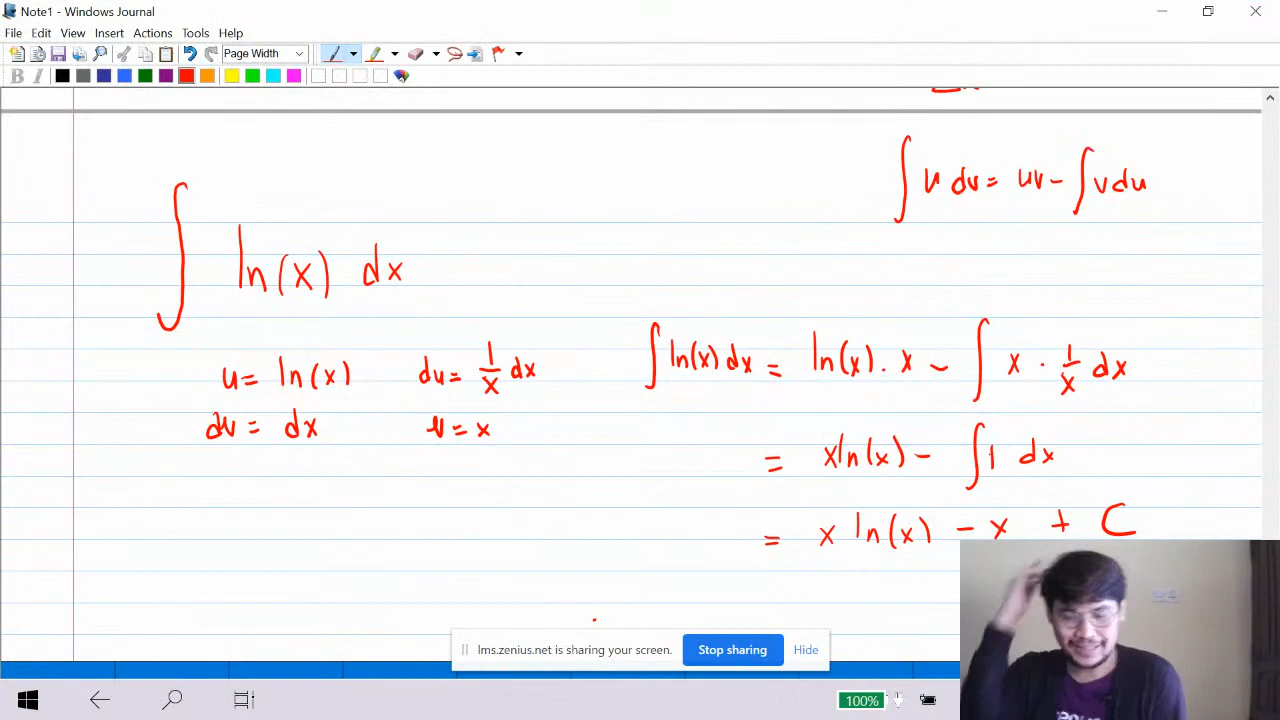 Note1 - Windows Journal
File Edit View Insert Actions Tools Help
Page Width
B I
∫ u dv = uv - ∫ v du
∫ ln(x) dx
u = ln(x) du = 1/x dx
dv = dx v = x
∫ ln(x) dx = ln(x) . x - ∫ x . 1/x dx
= x ln(x) - ∫ 1 dx
= x ln(x) - x + C
lms.zenius.net is sharing your screen. Stop sharing Hide
100%